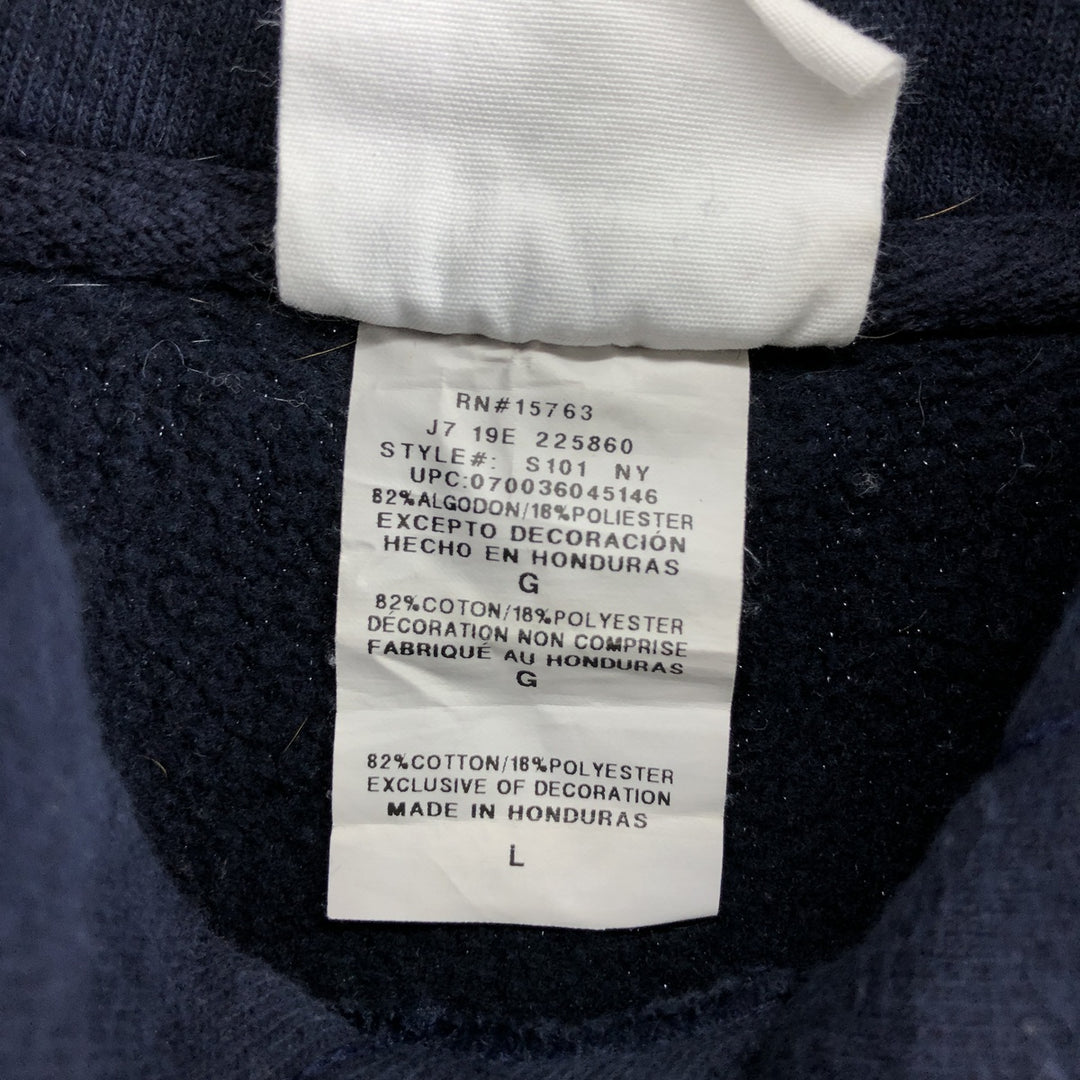 RN#15763
J7 19E 225860
STYLE#: S101 NY
UPC:070036045146
82%ALGODON/18%POLIESTER
EXCEPTO DECORACIÓN
HECHO EN HONDURAS
G
82%COTON/18%POLYESTER
DÉCORATION NON COMPRISE
FABRIQUÉ AU HONDURAS
G
82%COTTON/18%POLYESTER
EXCLUSIVE OF DECORATION
MADE IN HONDURAS
L